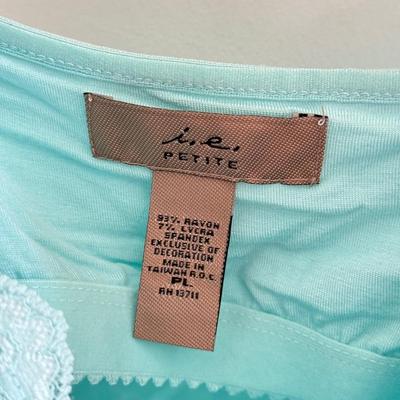 i.e.
PETITE
93% RAYON
7% LYCRA
SPANDEX
EXCLUSIVE OF
DECORATION
MADE IN
TAIWAN R.O.C
PL
RN 13711